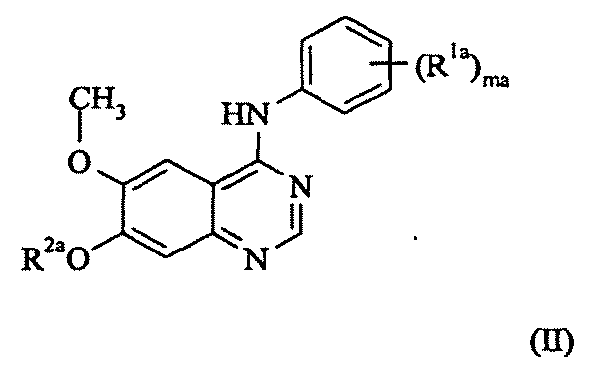 (R1a)ma
CH3
HN
O
N
R2aO
N
(II)